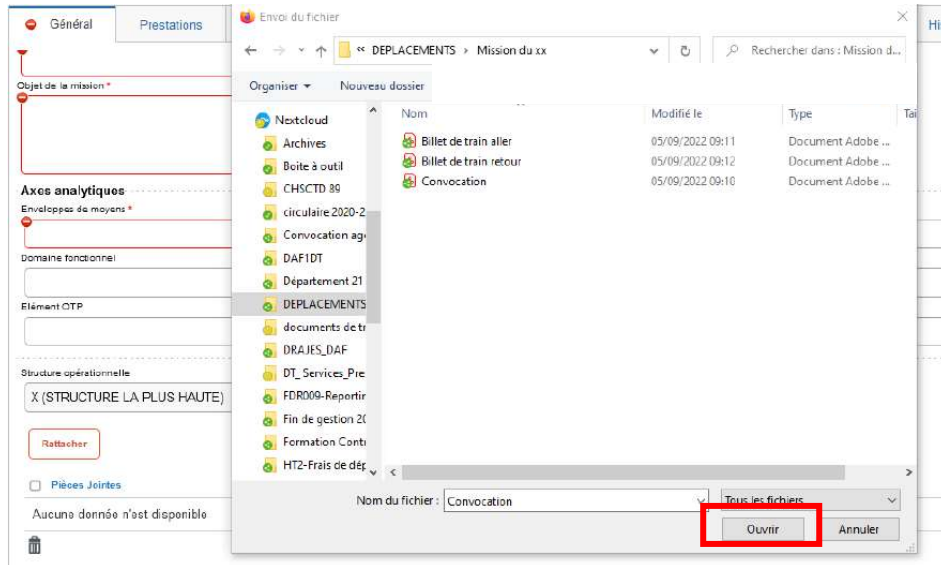 Général
Prestations
Objet de la mission *
Axes analytiques
Enveloppes de moyens *
Domaine fonctionnel
Elément OTP
Structure opérationnelle
X (STRUCTURE LA PLUS HAUTE)
Rattacher
Pièces Jointes
Aucune donnée n'est disponible
Envoi du fichier
Hi
« DEPLACEMENTS › Mission du xx
Rechercher dans : Mission d...
Organiser
Nouveau dossier
Nextcloud
Archives
Boite à outil
CHSCTD 89
circulaire 2020-2
Convocation age
DAF1DT
Département 21
DEPLACEMENTS
documents de tr
DRAJES_DAF
DT_Services_Pre
FDR009-Reportir
Fin de gestion 20
Formation Contr
HT2-Frais de dép
Nom Modifié le Type Tai
Billet de train aller 05/09/2022 09:11 Document Adobe ...
Billet de train retour 05/09/2022 09:12 Document Adobe ...
Convocation 05/09/2022 09:10 Document Adobe ...
Nom du fichier : Convocation
Tous les fichiers
Ouvrir Annuler